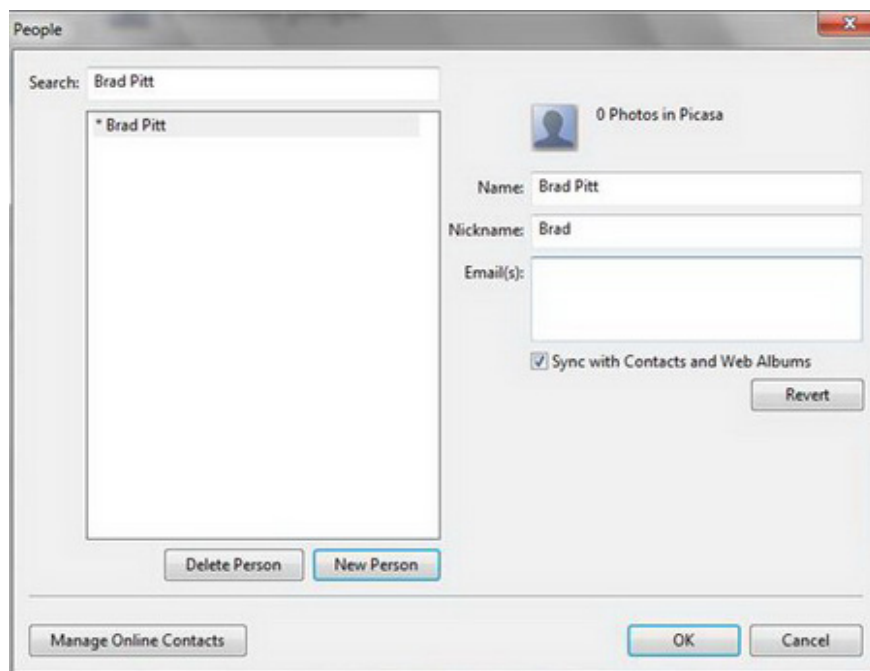 People
Search: Brad Pitt
* Brad Pitt
0 Photos in Picasa
Name: Brad Pitt
Nickname: Brad
Email(s):
Sync with Contacts and Web Albums
Revert
Delete Person New Person
Manage Online Contacts OK Cancel